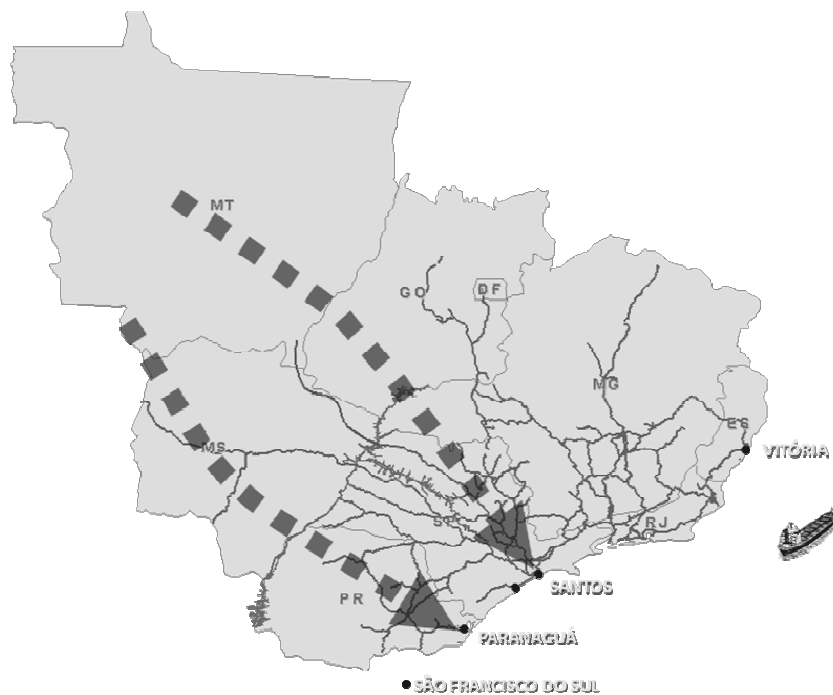 MT
GO
DF
MG
ES
VITÓRIA
MS
SP
RJ
SANTOS
PR
PARANAGUÁ
SÃO FRANCISCO DO SUL